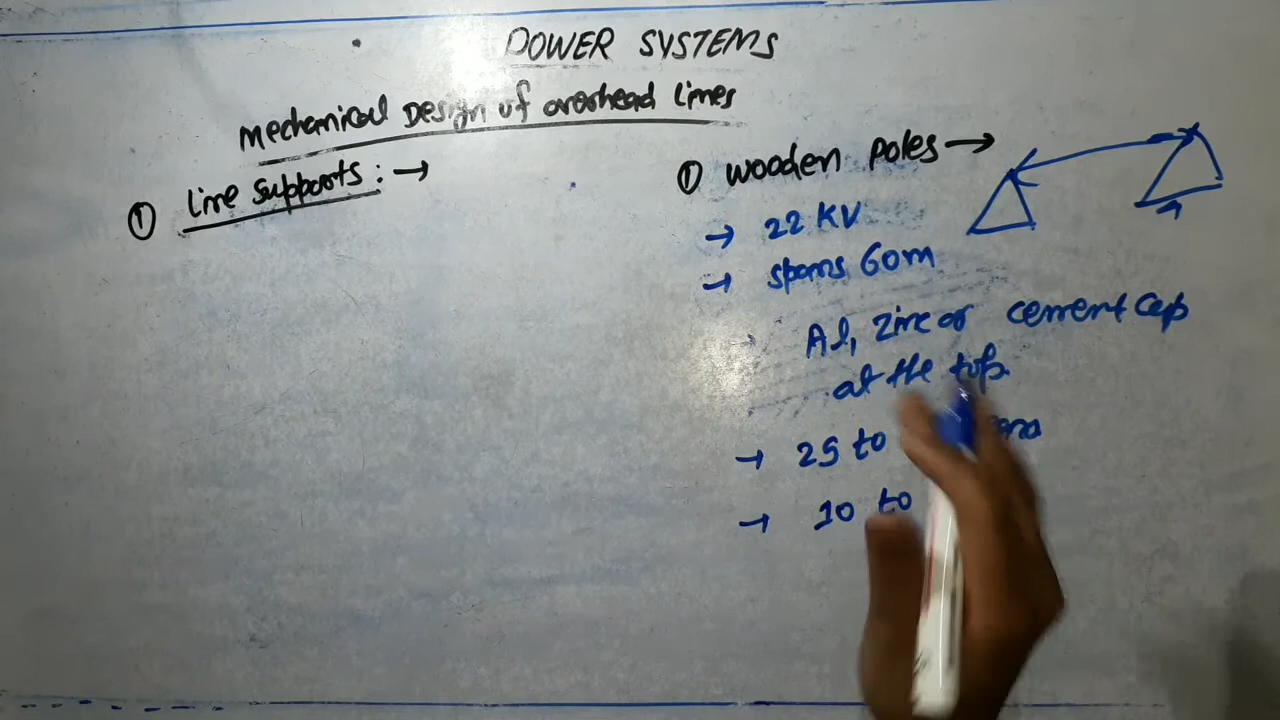 POWER SYSTEMS
Mechanical Design of overhead lines
① Line supports : →
① wooden poles →
→ 22 KV
→ spans 60m
Al, Zinc or cement cap
at the top.
→ 25 to
→ 10 to